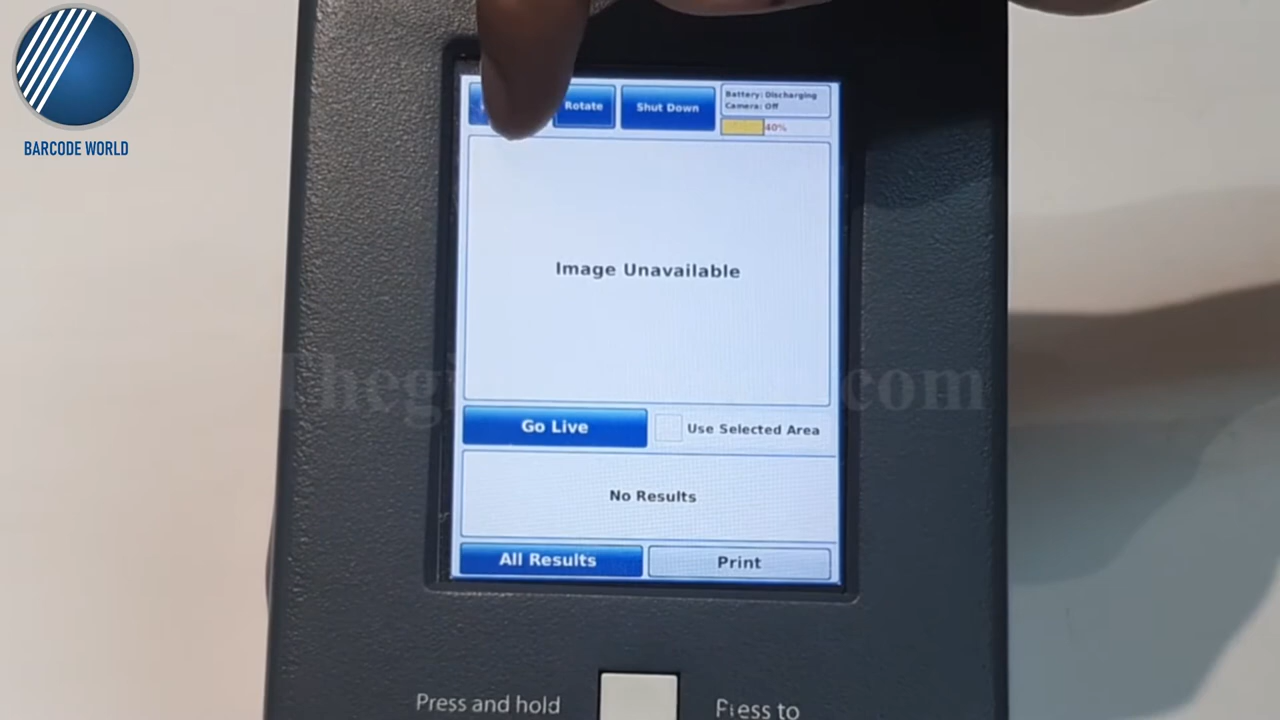 BARCODE WORLD
Rotate
Shut Down
Battery: Discharging
Camera: Off
40%
Image Unavailable
Go Live
Use Selected Area
No Results
All Results
Print
Press and hold
Press to